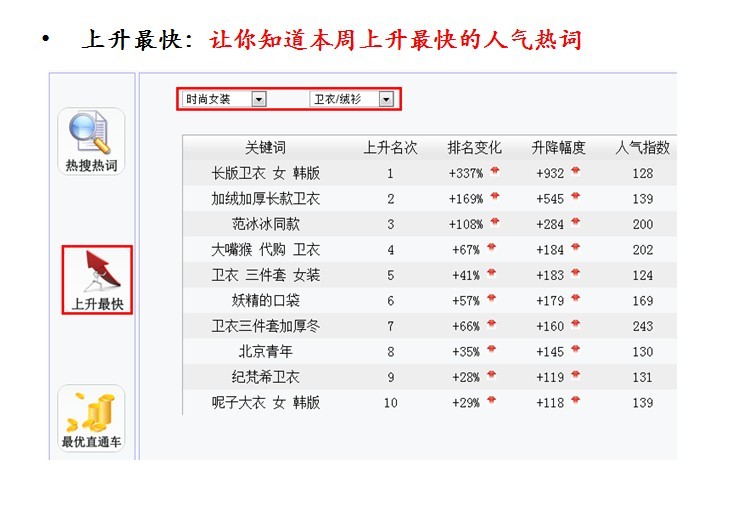 • 上升最快：让你知道本周上升最快的人气热词
时尚女装 卫衣/绒衫
热搜热词
上升最快
最优直通车
关键词 上升名次 排名变化 升降幅度 人气指数
长版卫衣 女 韩版 1 +337% +932 128
加绒加厚长款卫衣 2 +169% +545 139
范冰冰同款 3 +108% +284 200
大嘴猴 代购 卫衣 4 +67% +184 202
卫衣 三件套 女装 5 +41% +183 124
妖精的口袋 6 +57% +179 169
卫衣三件套加厚冬 7 +66% +160 243
北京青年 8 +35% +145 130
纪梵希卫衣 9 +28% +119 131
呢子大衣 女 韩版 10 +29% +118 139